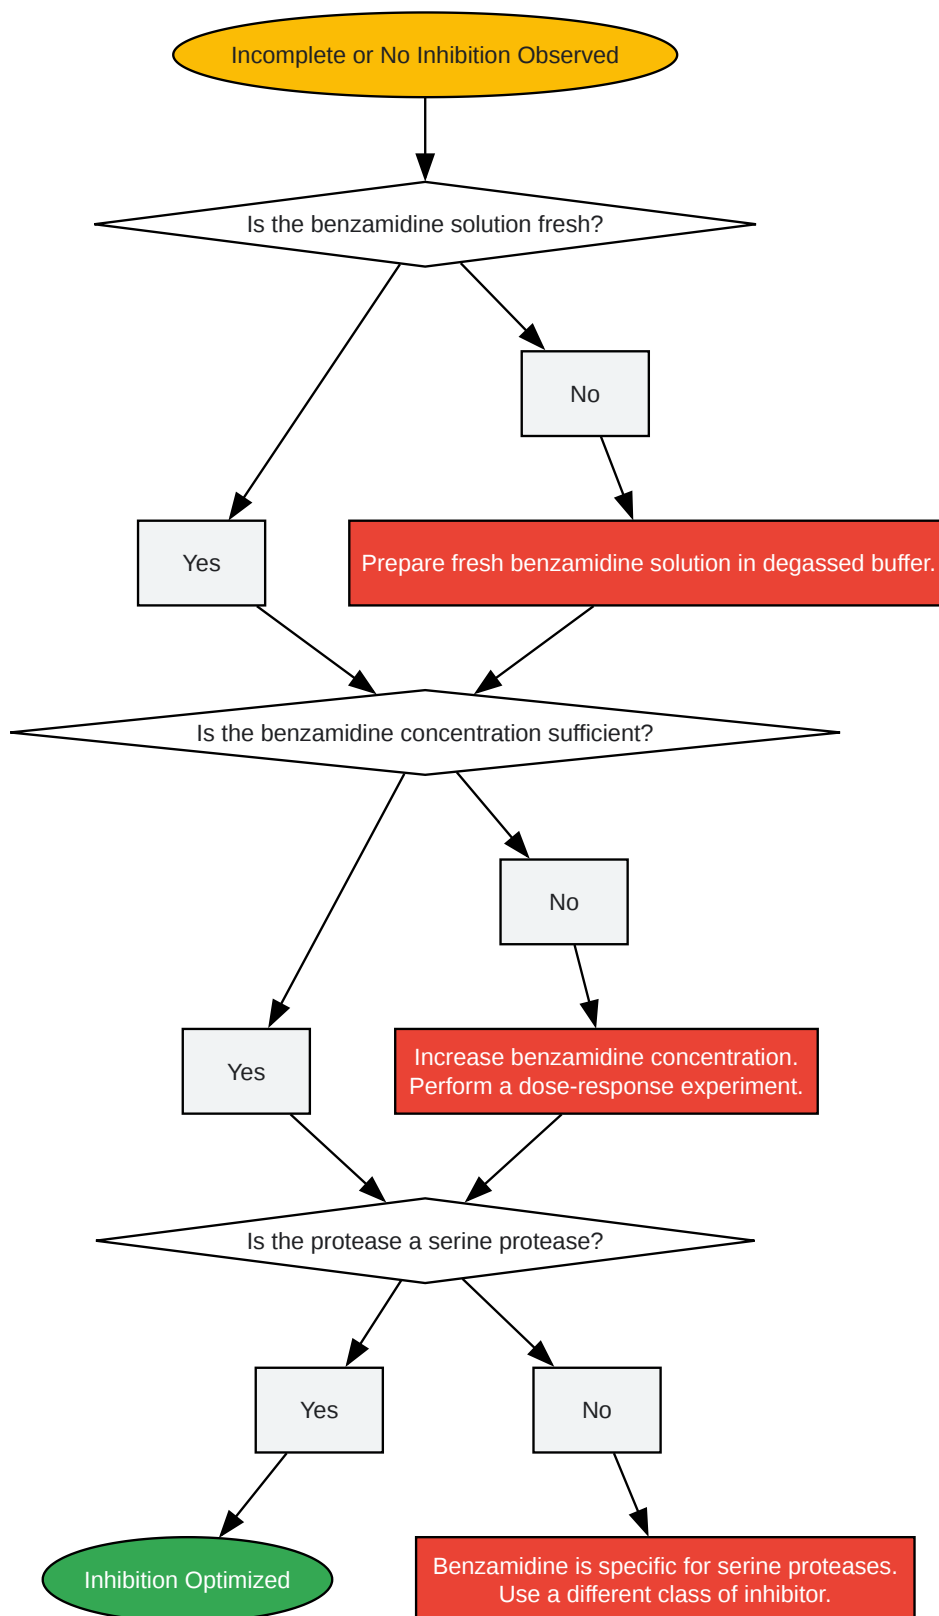 Incomplete or No Inhibition Observed
Is the benzamidine solution fresh?
No
Yes
Prepare fresh benzamidine solution in degassed buffer.
Is the benzamidine concentration sufficient?
No
Yes
Increase benzamidine concentration.
Perform a dose-response experiment.
Is the protease a serine protease?
Yes
No
Inhibition Optimized
Benzamidine is specific for serine proteases.
Use a different class of inhibitor.